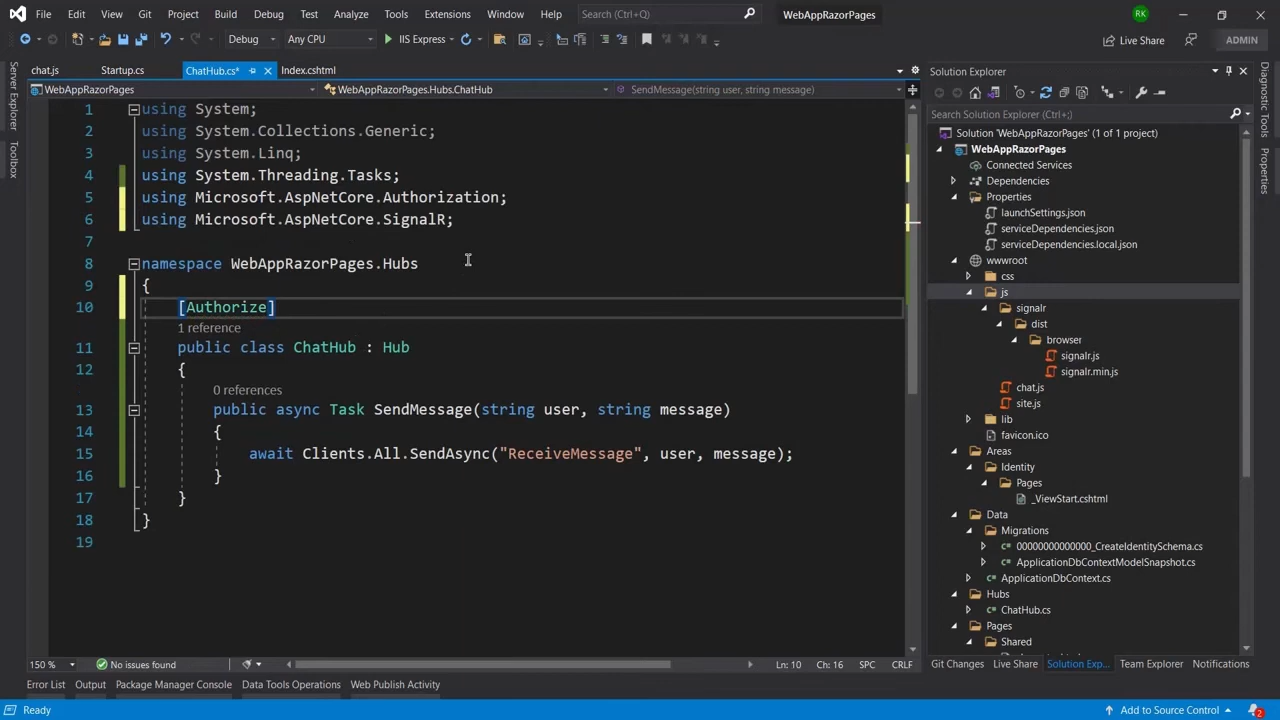 File Edit View Git Project Build Debug Test Analyze Tools Extensions Window Help Search (Ctrl+Q) WebAppRazorPages RK
Debug Any CPU IIS Express Live Share ADMIN
chat.js Startup.cs ChatHub.cs* Index.cshtml
WebAppRazorPages WebAppRazorPages.Hubs.ChatHub SendMessage(string user, string message)
Server Explorer
Toolbox
1 using System;
2 using System.Collections.Generic;
3 using System.Linq;
4 using System.Threading.Tasks;
5 using Microsoft.AspNetCore.Authorization;
6 using Microsoft.AspNetCore.SignalR;
7
8 namespace WebAppRazorPages.Hubs
9 {
10 [Authorize]
1 reference
11 public class ChatHub : Hub
12 {
0 references
13 public async Task SendMessage(string user, string message)
14 {
15 await Clients.All.SendAsync("ReceiveMessage", user, message);
16 }
17 }
18 }
19
150 % No issues found Ln: 10 Ch: 16 SPC CRLF
Error List Output Package Manager Console Data Tools Operations Web Publish Activity
Solution Explorer
Search Solution Explorer (Ctrl+;)
Solution 'WebAppRazorPages' (1 of 1 project)
WebAppRazorPages
Connected Services
Dependencies
Properties
launchSettings.json
serviceDependencies.json
serviceDependencies.local.json
wwwroot
css
js
signalr
dist
browser
signalr.js
signalr.min.js
chat.js
site.js
lib
favicon.ico
Areas
Identity
Pages
_ViewStart.cshtml
Data
Migrations
00000000000000_CreateIdentitySchema.cs
ApplicationDbContextModelSnapshot.cs
ApplicationDbContext.cs
Hubs
ChatHub.cs
Pages
Shared
Git Changes Live Share Solution Exp... Team Explorer Notifications
Diagnostic Tools
Properties
Ready Add to Source Control 2